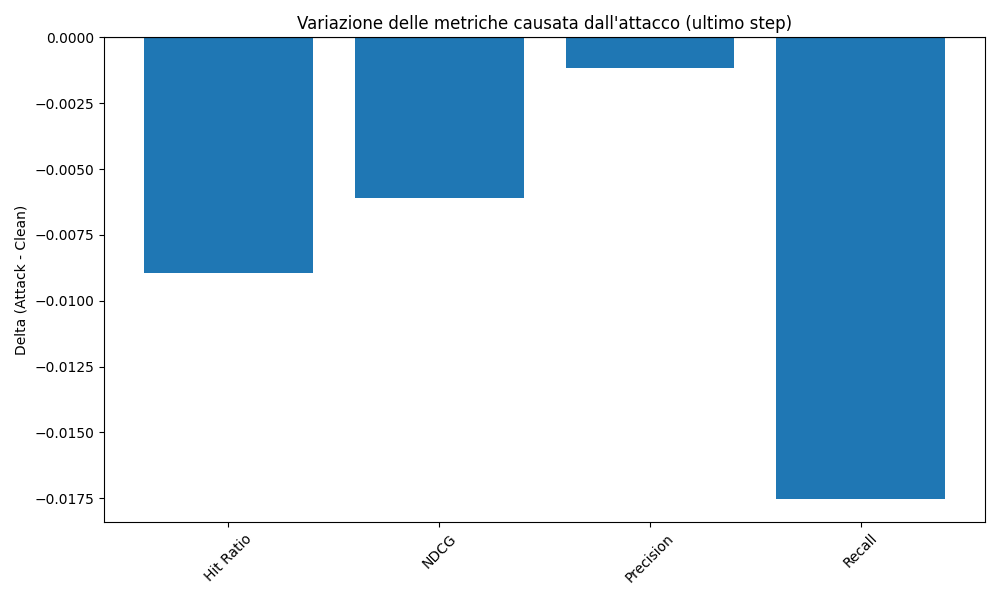 Variazione delle metriche causata dall'attacco (ultimo step)
0.0000
−0.0025
−0.0050
−0.0075
−0.0100
−0.0125
−0.0150
−0.0175
Delta (Attack - Clean)
Hit Ratio
NDCG
Precision
Recall